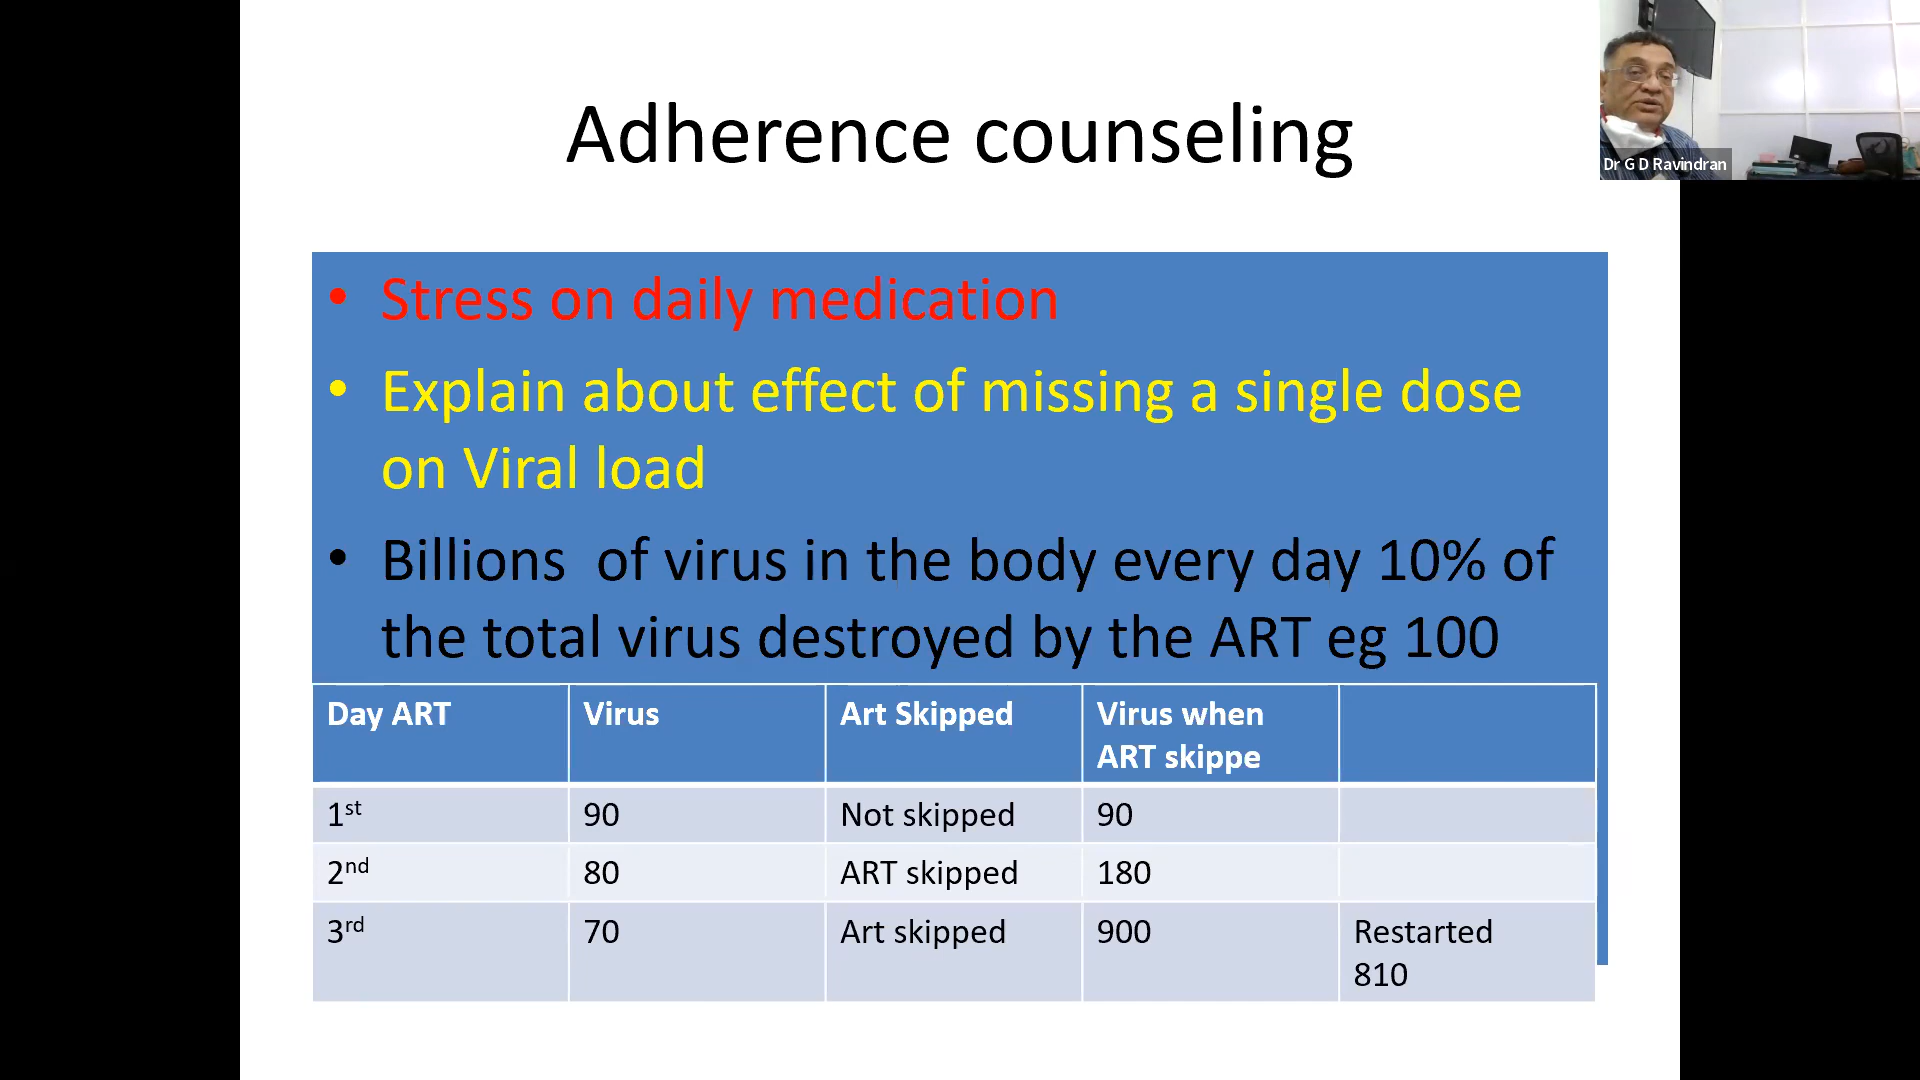 Adherence counseling
Dr G D Ravindran
• Stress on daily medication
• Explain about effect of missing a single dose
on Viral load
• Billions of virus in the body every day 10% of
the total virus destroyed by the ART eg 100
Day ART Virus Art Skipped Virus when
ART skippe
1st 90 Not skipped 90
2nd 80 ART skipped 180
3rd 70 Art skipped 900 Restarted
810